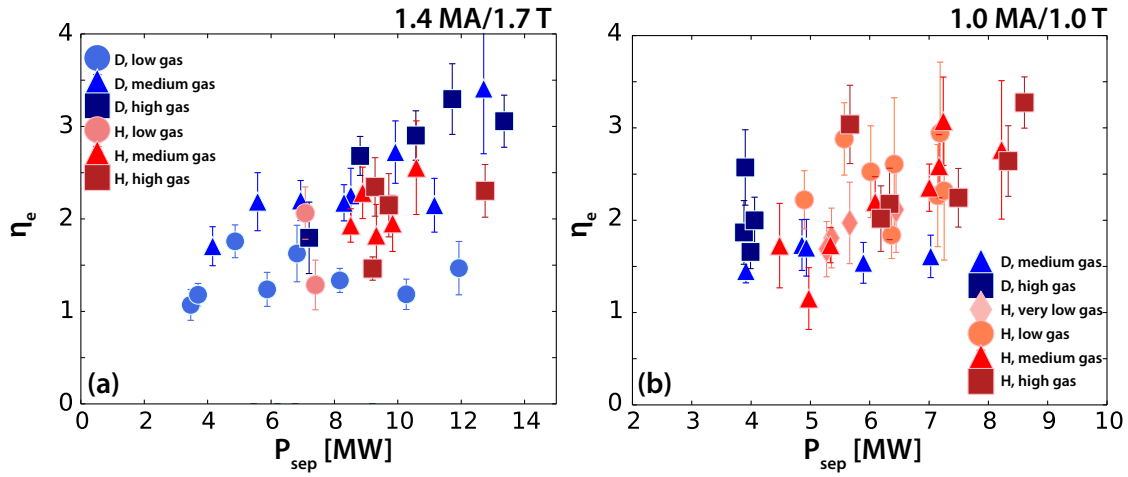 1.4 MA/1.7 T
4
3
2
1
0
η_e
D, low gas
D, medium gas
D, high gas
H, low gas
H, medium gas
H, high gas
(a)
0 2 4 6 8 10 12 14
P_sep [MW]
1.0 MA/1.0 T
4
3
2
1
0
η_e
D, medium gas
D, high gas
H, very low gas
H, low gas
H, medium gas
H, high gas
(b)
2 3 4 5 6 7 8 9 10
P_sep [MW]